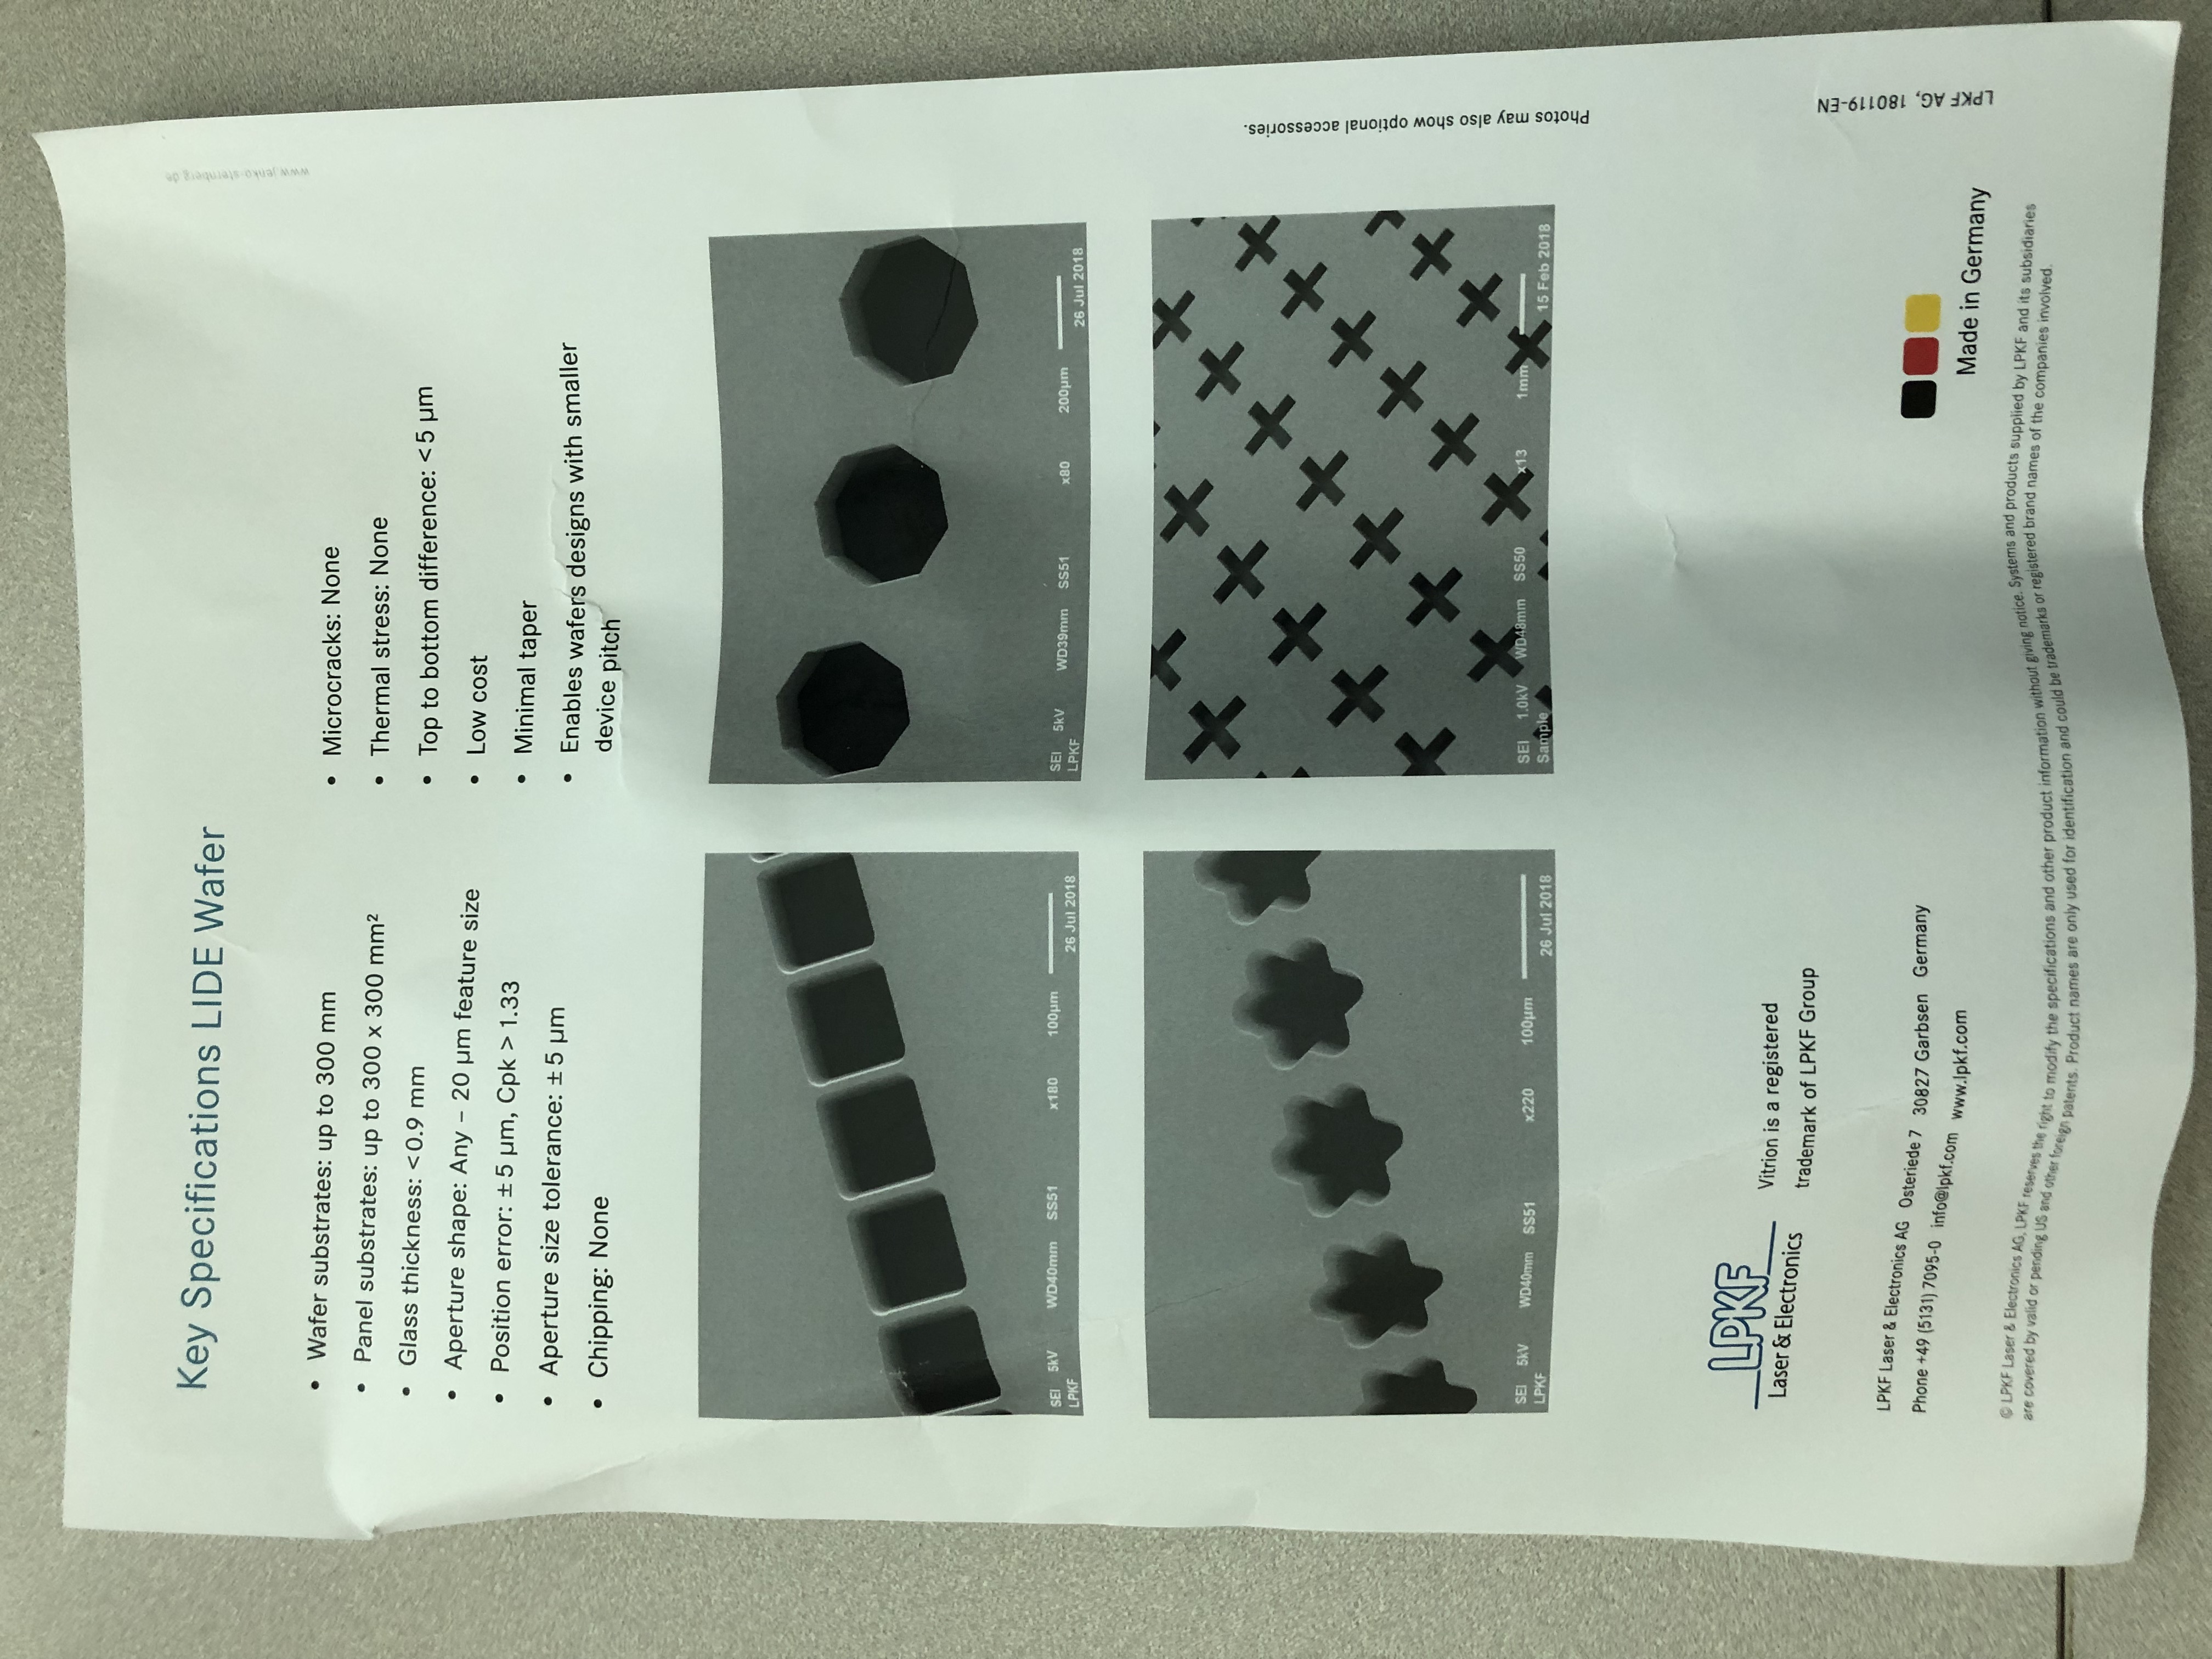 Key Specifications LIDE Wafer
• Wafer substrates: up to 300 mm
• Panel substrates: up to 300 x 300 mm²
• Glass thickness: <0.9 mm
• Aperture shape: Any – 20 µm feature size
• Position error: ±5 µm, Cpk > 1.33
• Aperture size tolerance: ±5 µm
• Chipping: None
• Microcracks: None
• Thermal stress: None
• Top to bottom difference: <5 µm
• Low cost
• Minimal taper
• Enables wafers designs with smaller
device pitch
www.jenko-sternberg.de
SEI 5kV WD40mm SS51 x180 100µm
LPKF 26 Jul 2018
SEI 5kV WD39mm SS51 x80 200µm
LPKF 26 Jul 2018
SEI 5kV WD40mm SS51 x220 100µm
LPKF 26 Jul 2018
SEI 1.0kV WD48mm SS50 x13 1mm
Sample 15 Feb 2018
Photos may also show optional accessories.
LPKF
Laser & Electronics
Vitrion is a registered
trademark of LPKF Group
LPKF Laser & Electronics AG Osteriede 7 30827 Garbsen Germany
Phone +49 (5131) 7095-0 info@lpkf.com www.lpkf.com
Made in Germany
LPKF AG, 180119-EN
© LPKF Laser & Electronics AG, LPKF reserves the right to modify the specifications and other product information without giving notice. Systems and products supplied by LPKF and its subsidiaries
are covered by valid or pending US and other foreign patents. Product names are only used for identification and could be trademarks or registered brand names of the companies involved.